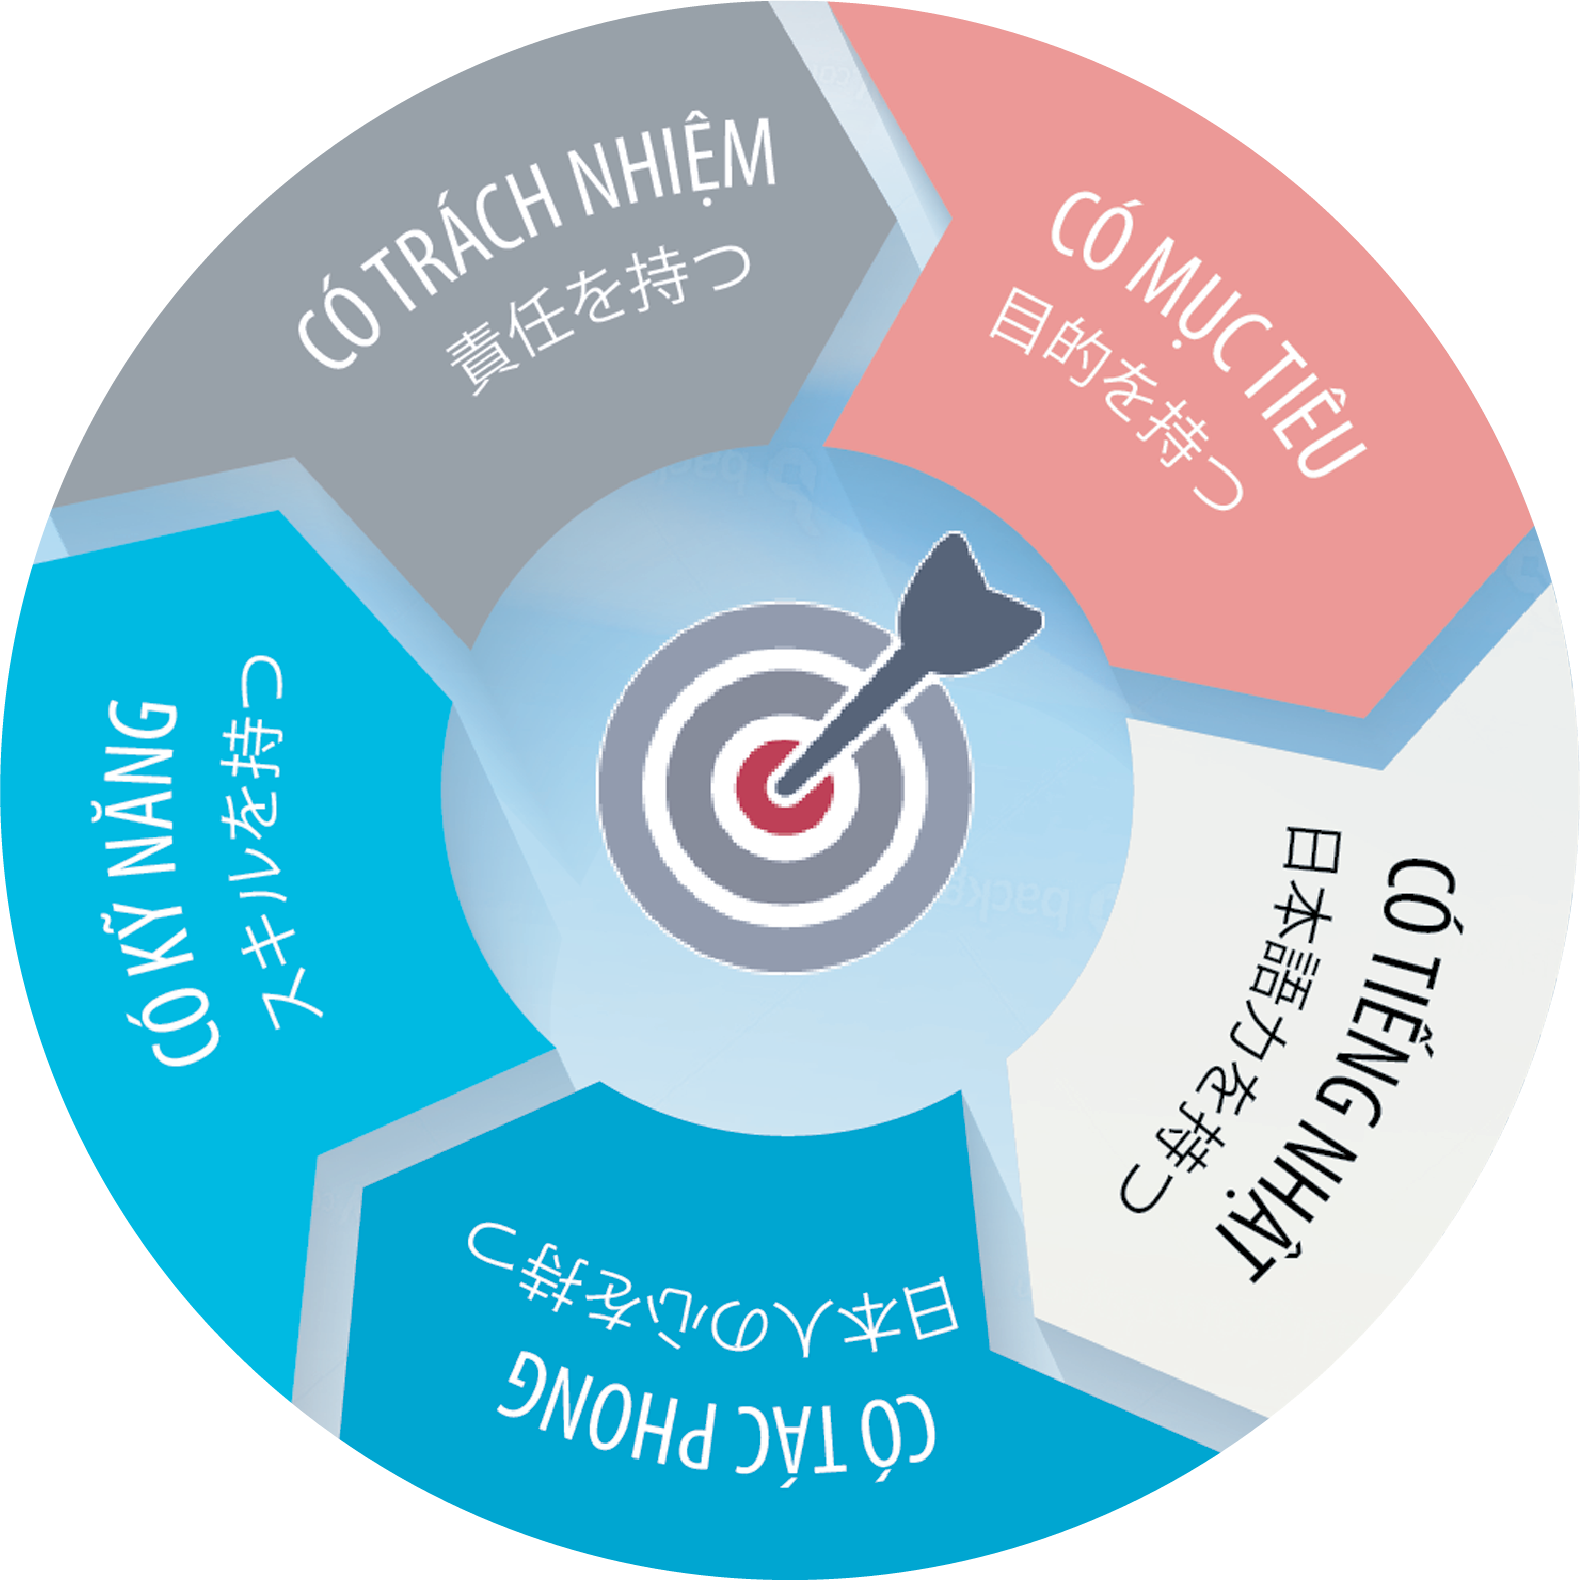 CÓ MỤC TIÊU
目的を持つ
CÓ TIẾNG NHẬT
日本語力を持つ
CÓ TÁC PHONG
日本人の心を持つ
CÓ KỸ NĂNG
スキルを持つ
CÓ TRÁCH NHIỆM
責任を持つ